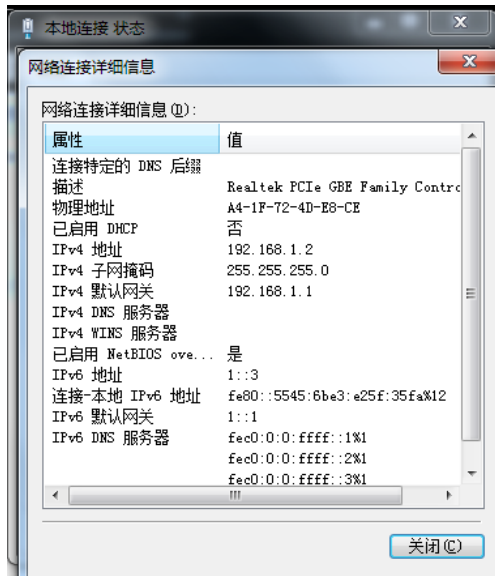 本地连接 状态
网络连接详细信息
网络连接详细信息(D):
属性 值
连接特定的 DNS 后缀
描述 Realtek PCIe GBE Family Contro
物理地址 A4-1F-72-4D-E8-CE
已启用 DHCP 否
IPv4 地址 192.168.1.2
IPv4 子网掩码 255.255.255.0
IPv4 默认网关 192.168.1.1
IPv4 DNS 服务器
IPv4 WINS 服务器
已启用 NetBIOS ove... 是
IPv6 地址 1::3
连接-本地 IPv6 地址 fe80::5545:6be3:e25f:35fa%12
IPv6 默认网关 1::1
IPv6 DNS 服务器 fec0:0:0:ffff::1%1
fec0:0:0:ffff::2%1
fec0:0:0:ffff::3%1
关闭(C)